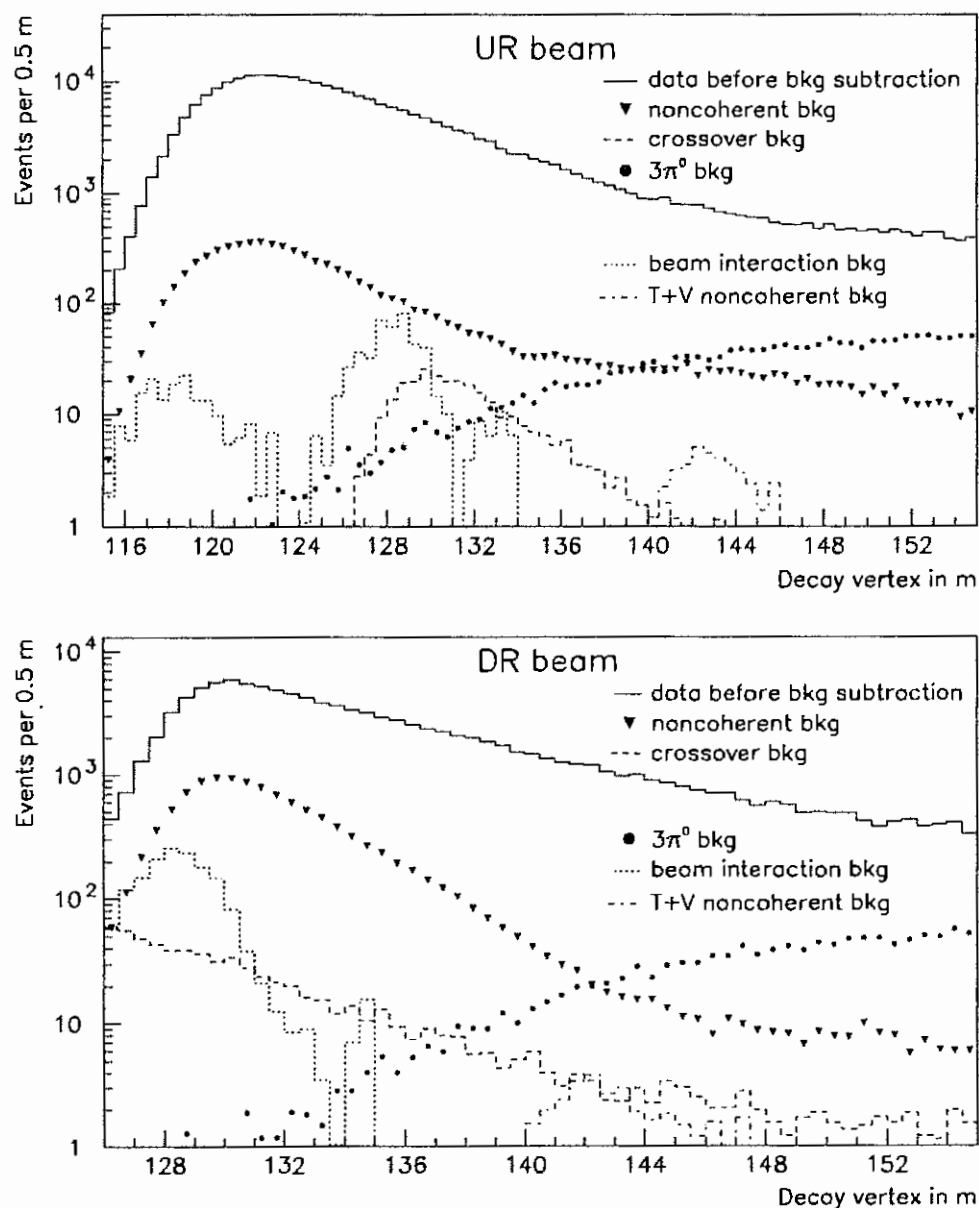 Events per 0.5 m
UR beam
data before bkg subtraction
noncoherent bkg
crossover bkg
3π⁰ bkg
beam interaction bkg
T+V noncoherent bkg
10⁴
10³
10²
10
1
116 120 124 128 132 136 140 144 148 152
Decay vertex in m
Events per 0.5 m
DR beam
data before bkg subtraction
noncoherent bkg
crossover bkg
3π⁰ bkg
beam interaction bkg
T+V noncoherent bkg
10⁴
10³
10²
10
1
128 132 136 140 144 148 152
Decay vertex in m